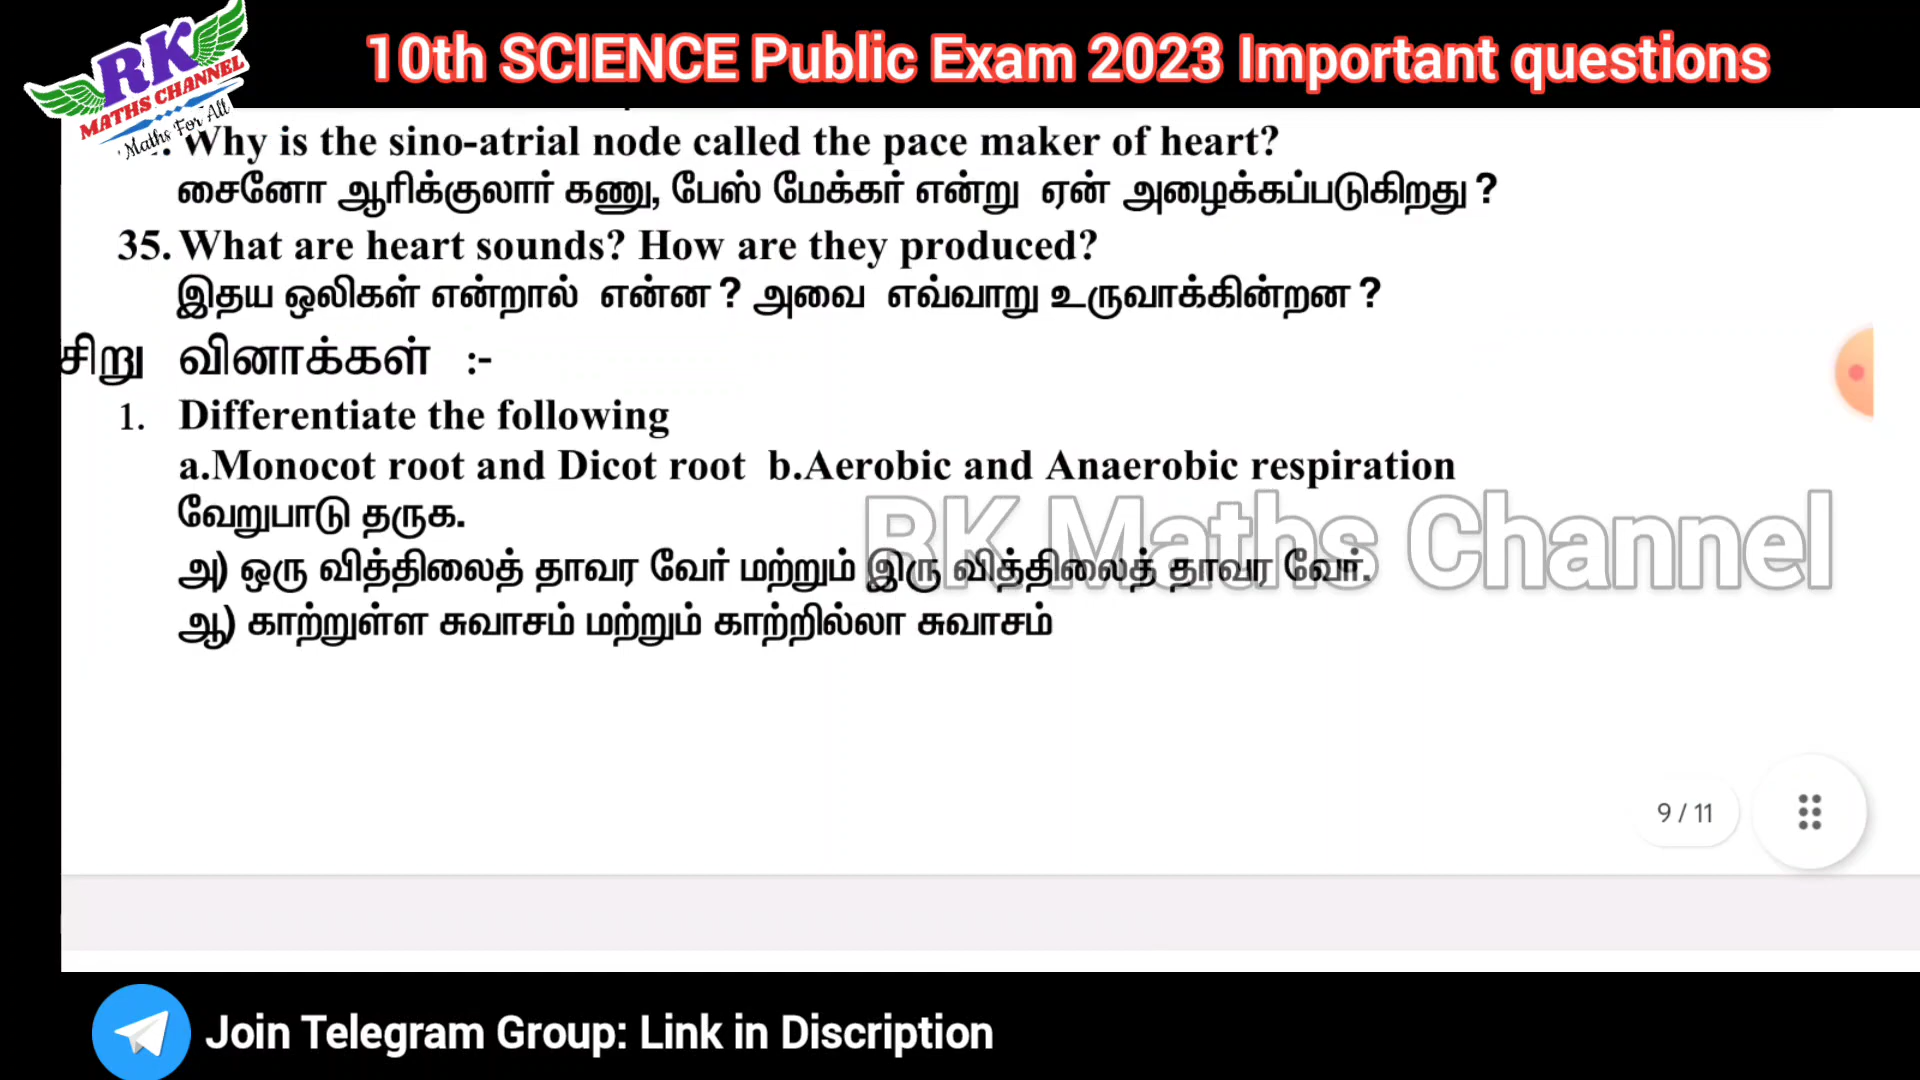 RK
MATHS CHANNEL
Maths For All
10th SCIENCE Public Exam 2023 Important questions
Why is the sino-atrial node called the pace maker of heart?
சைனோ ஆரிக்குலார் கணு, பேஸ் மேக்கர் என்று ஏன் அழைக்கப்படுகிறது ?
35. What are heart sounds? How are they produced?
இதய ஒலிகள் என்றால் என்ன ? அவை எவ்வாறு உருவாக்கின்றன ?
சிறு வினாக்கள் :-
1. Differentiate the following
a.Monocot root and Dicot root b.Aerobic and Anaerobic respiration
வேறுபாடு தருக.
RK Maths Channel
அ) ஒரு வித்திலைத் தாவர வேர் மற்றும் இரு வித்திலைத் தாவர வேர்.
ஆ) காற்றுள்ள சுவாசம் மற்றும் காற்றில்லா சுவாசம்
9 / 11
Join Telegram Group: Link in Discription